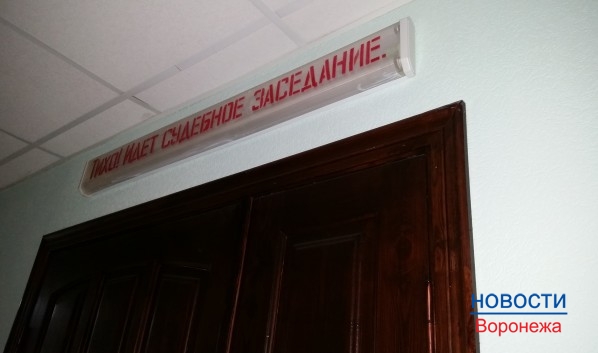 ТИХО! ИДЕТ СУДЕБНОЕ ЗАСЕДАНИЕ.
НОВОСТИ
Воронежа